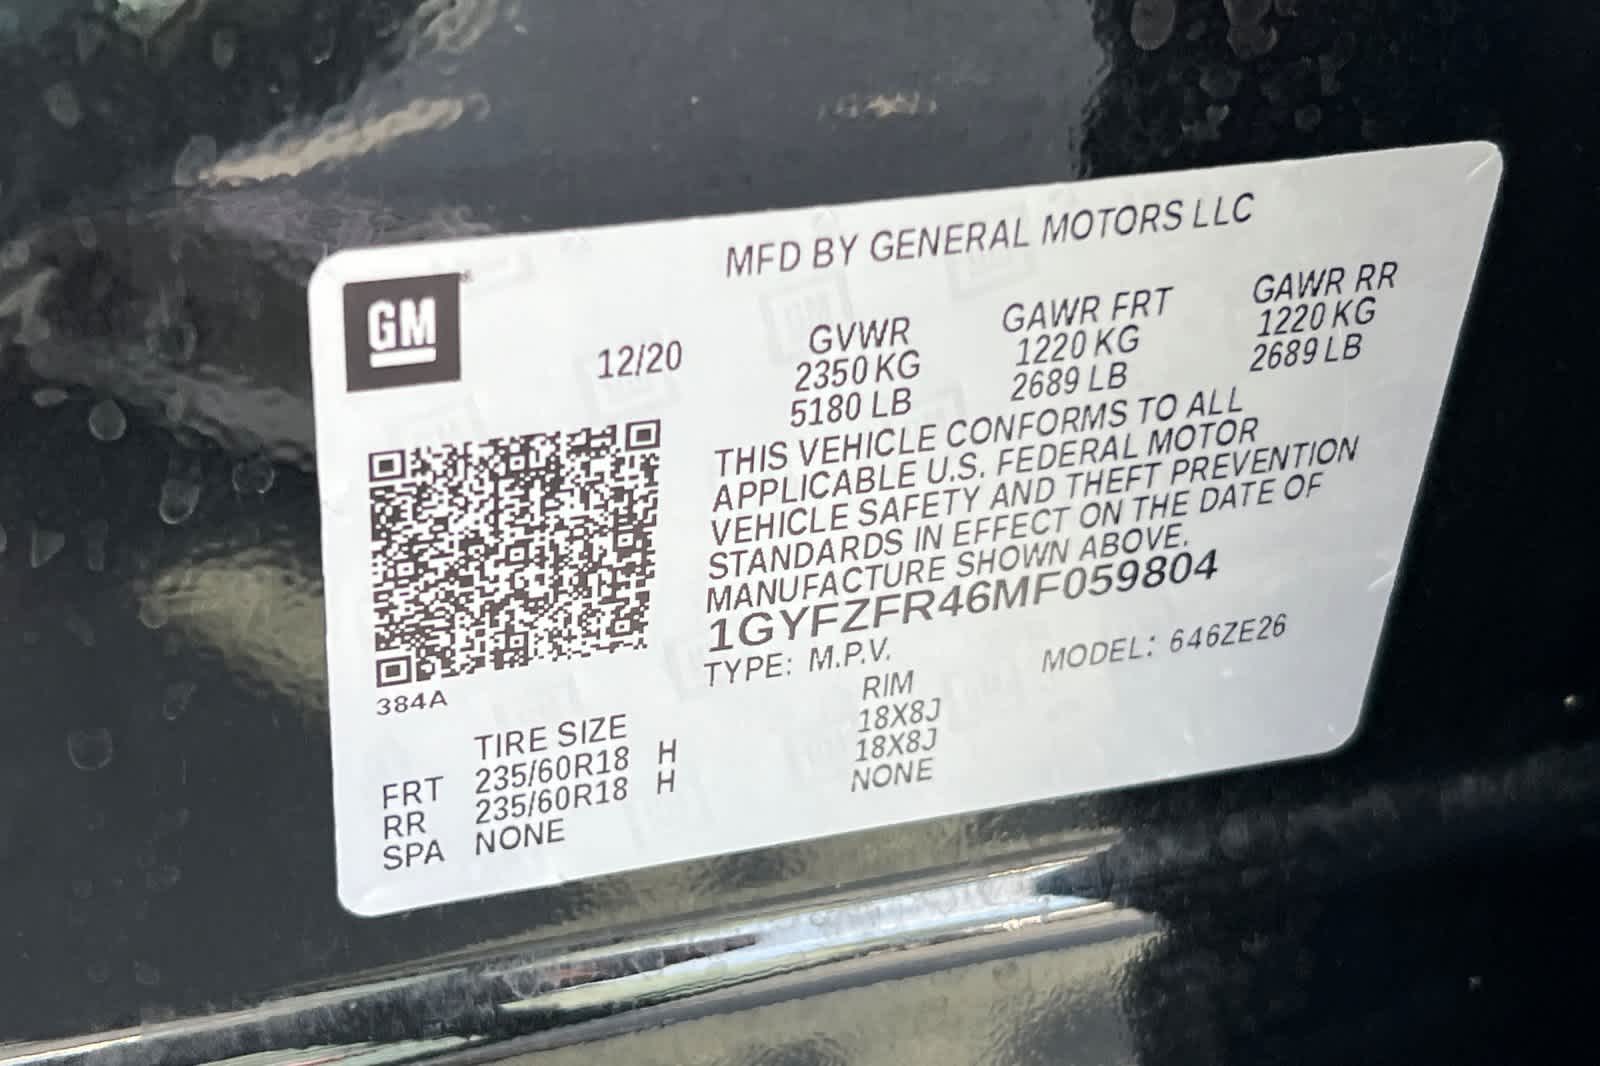 MFD BY GENERAL MOTORS LLC
GM
12/20
GVWR
2350 KG
5180 LB
GAWR FRT
1220 KG
2689 LB
GAWR RR
1220 KG
2689 LB
THIS VEHICLE CONFORMS TO ALL
APPLICABLE U.S. FEDERAL MOTOR
VEHICLE SAFETY AND THEFT PREVENTION
STANDARDS IN EFFECT ON THE DATE OF
MANUFACTURE SHOWN ABOVE.
1GYFZFR46MF059804
TYPE: M.P.V. MODEL: 646ZE26
384A
TIRE SIZE RIM
FRT 235/60R18 H 18X8J
RR 235/60R18 H 18X8J
SPA NONE NONE